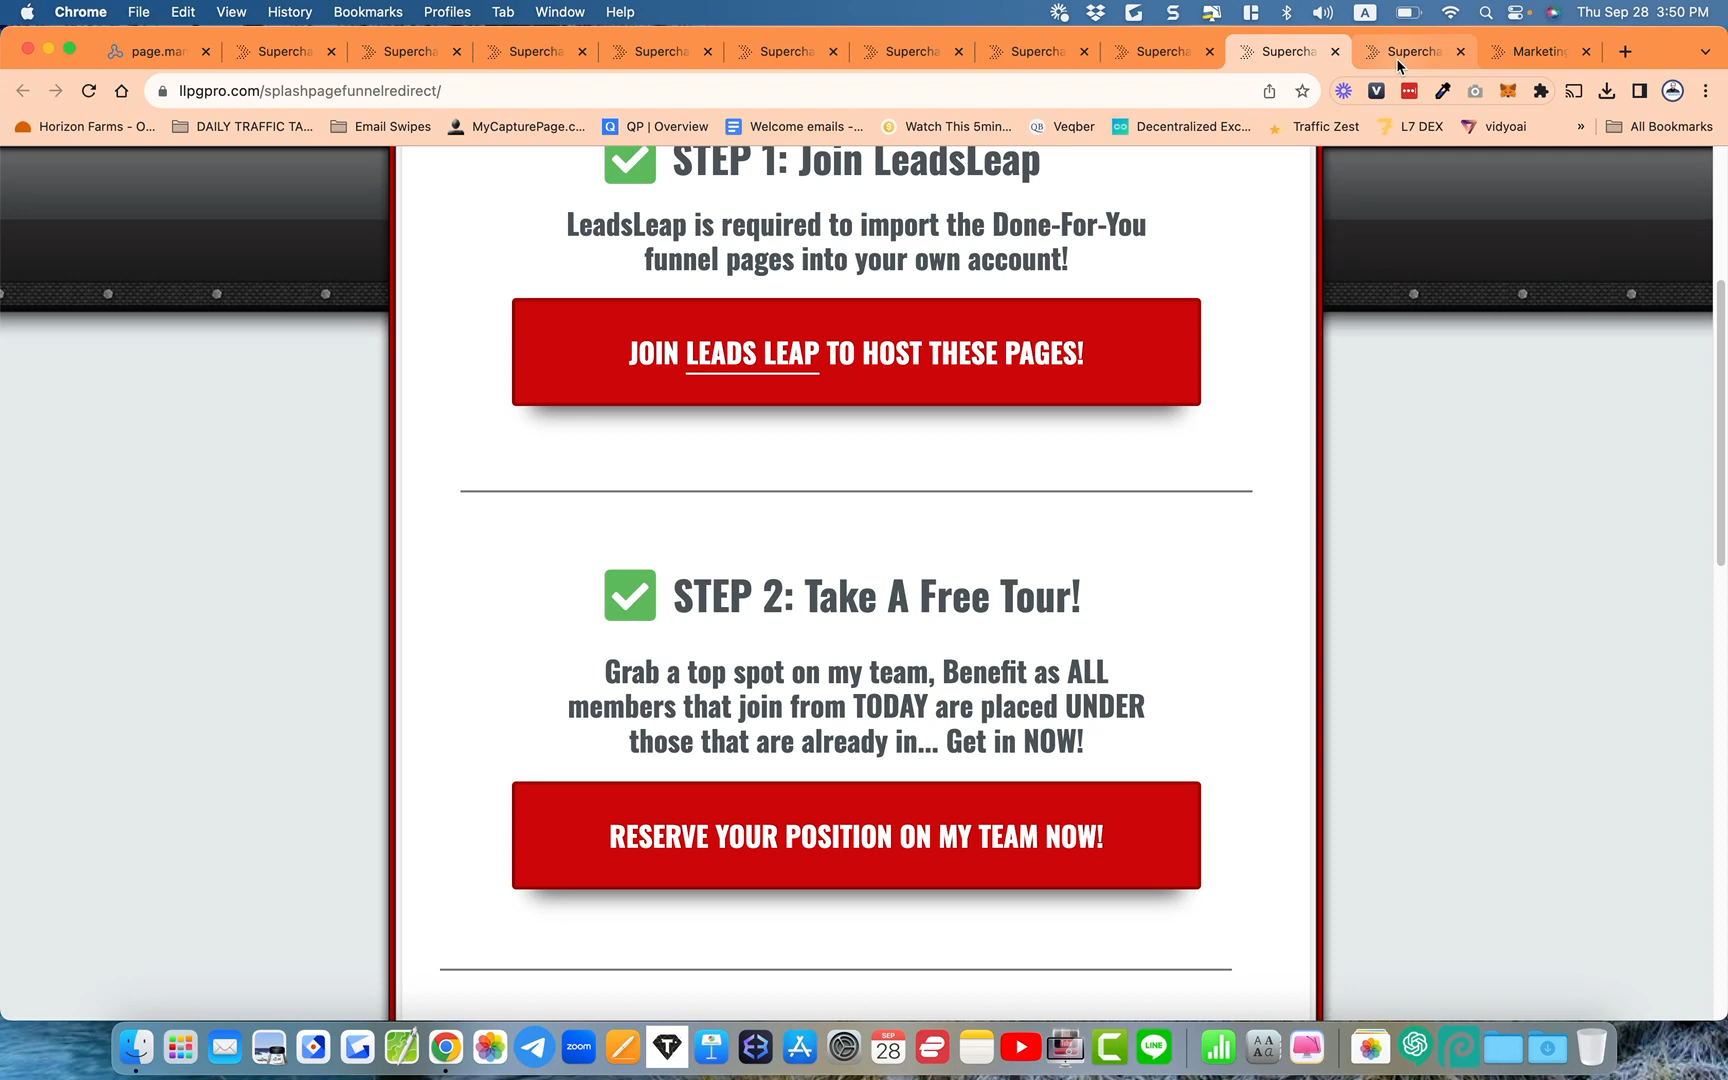 Chrome File Edit View History Bookmarks Profiles Tab Window Help A Thu Sep 28 3:50 PM
page.mar Supercha Supercha Supercha Supercha Supercha Supercha Supercha Supercha Supercha Supercha Marketing
llpgpro.com/splashpagefunnelredirect/
Horizon Farms - O... DAILY TRAFFIC TA... Email Swipes MyCapturePage.c... QP | Overview Welcome emails -... Watch This 5min... Veqber Decentralized Exc... Traffic Zest L7 DEX vidyoai » All Bookmarks
STEP 1: Join LeadsLeap
LeadsLeap is required to import the Done-For-You
funnel pages into your own account!
JOIN LEADS LEAP TO HOST THESE PAGES!
STEP 2: Take A Free Tour!
Grab a top spot on my team, Benefit as ALL
members that join from TODAY are placed UNDER
those that are already in... Get in NOW!
RESERVE YOUR POSITION ON MY TEAM NOW!
zoom
SEP
28
LINE